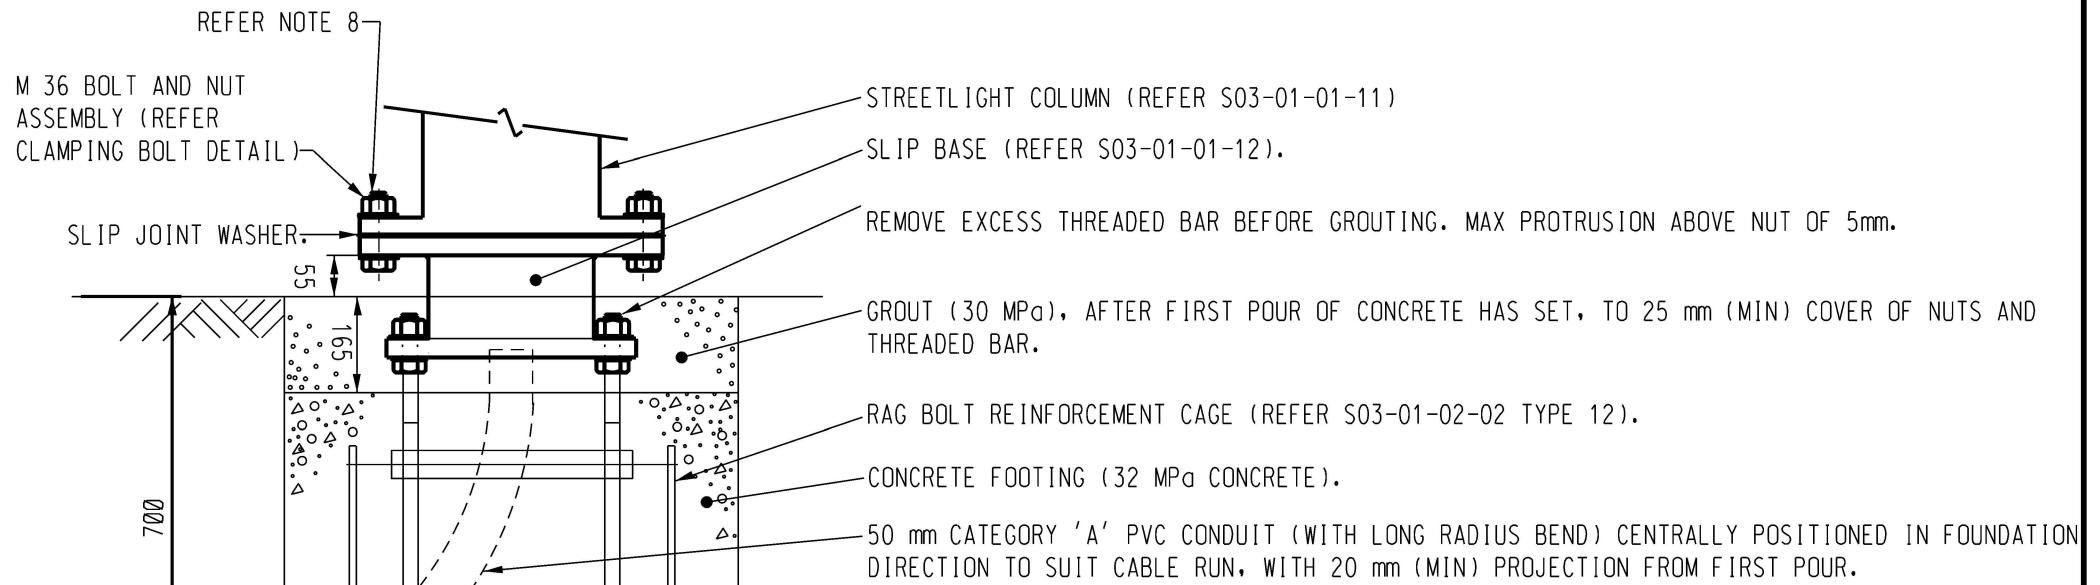 REFER NOTE 8
M 36 BOLT AND NUT
ASSEMBLY (REFER
CLAMPING BOLT DETAIL)
SLIP JOINT WASHER.
55
165
700
STREETLIGHT COLUMN (REFER S03-01-01-11)
SLIP BASE (REFER S03-01-01-12).
REMOVE EXCESS THREADED BAR BEFORE GROUTING. MAX PROTRUSION ABOVE NUT OF 5mm.
GROUT (30 MPa), AFTER FIRST POUR OF CONCRETE HAS SET, TO 25 mm (MIN) COVER OF NUTS AND
THREADED BAR.
RAG BOLT REINFORCEMENT CAGE (REFER S03-01-02-02 TYPE 12).
CONCRETE FOOTING (32 MPa CONCRETE).
50 mm CATEGORY 'A' PVC CONDUIT (WITH LONG RADIUS BEND) CENTRALLY POSITIONED IN FOUNDATION
DIRECTION TO SUIT CABLE RUN, WITH 20 mm (MIN) PROJECTION FROM FIRST POUR.